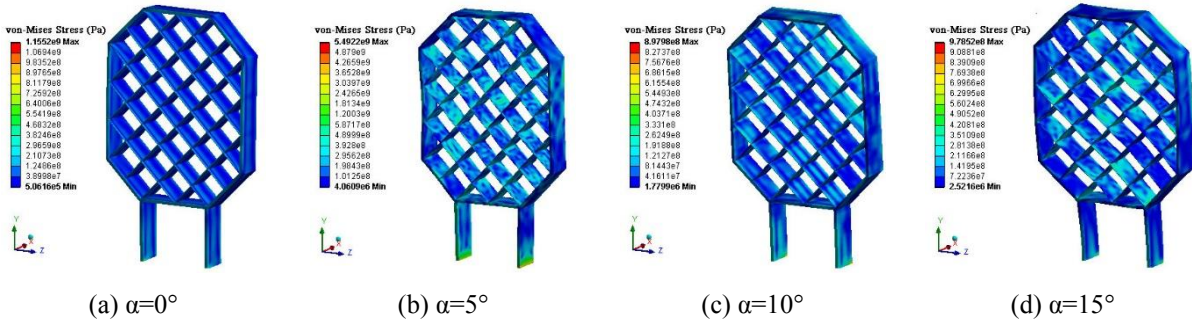 von-Mises Stress (Pa)
1.1552e9 Max
1.0694e9
9.8352e8
8.9765e8
8.1179e8
7.2592e8
6.4006e8
5.5419e8
4.6832e8
3.8246e8
2.9659e8
2.1073e8
1.2486e8
3.8998e7
5.0616e5 Min
Y
X
Z
(a) α=0°
von-Mises Stress (Pa)
5.4922e9 Max
4.879e9
4.2659e9
3.6528e9
3.0397e9
2.4265e9
1.8134e9
1.2003e9
5.8717e8
4.8999e8
3.928e8
2.9562e8
1.9843e8
1.0125e8
4.0609e6 Min
Y
X
Z
(b) α=5°
von-Mises Stress (Pa)
8.9798e8 Max
8.2737e8
7.5676e8
6.8615e8
6.1554e8
5.4493e8
4.7432e8
4.0371e8
3.331e8
2.6249e8
1.9188e8
1.2127e8
8.1443e7
4.1611e7
1.7799e6 Min
Y
X
Z
(c) α=10°
von-Mises Stress (Pa)
9.7852e8 Max
9.0881e8
8.3909e8
7.6938e8
6.9966e8
6.2995e8
5.6024e8
4.9052e8
4.2081e8
3.5109e8
2.8138e8
2.1166e8
1.4195e8
7.2236e7
2.5216e6 Min
Y
X
Z
(d) α=15°